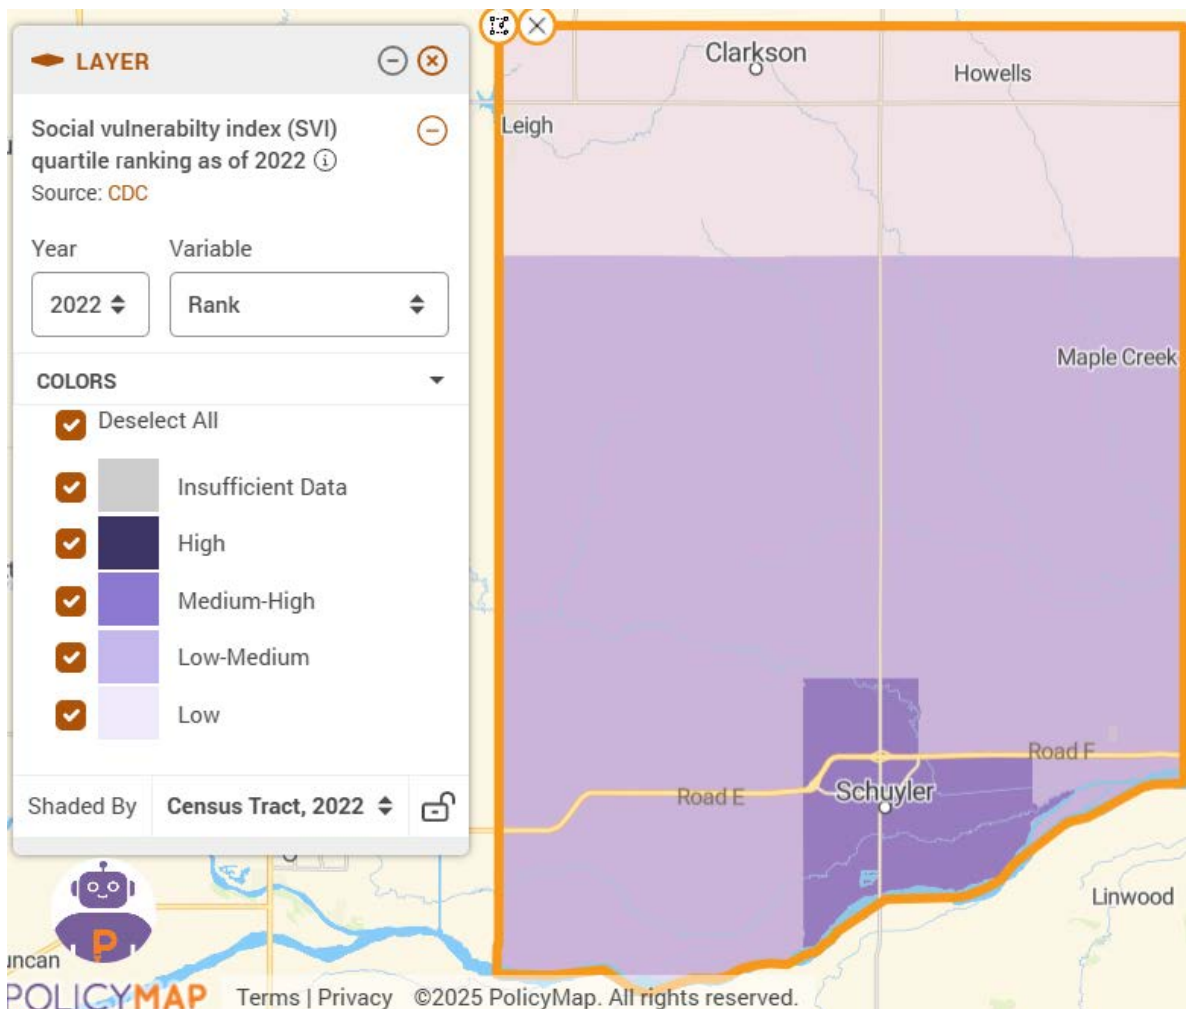 LAYER
Social vulnerabilty index (SVI)
quartile ranking as of 2022
Source: CDC
Year Variable
2022 Rank
COLORS
Deselect All
Insufficient Data
High
Medium-High
Low-Medium
Low
Shaded By Census Tract, 2022
Clarkson
Howells
Leigh
Maple Creek
Road F
Road E
Schuyler
Linwood
P
uncan
POLICYMAP Terms | Privacy ©2025 PolicyMap. All rights reserved.